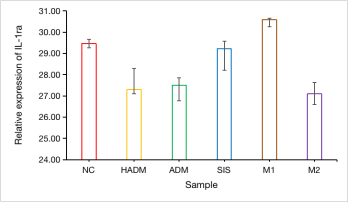 31.00
30.00
29.00
28.00
27.00
26.00
25.00
24.00
Relative expression of IL-1ra
NC HADM ADM SIS M1 M2
Sample